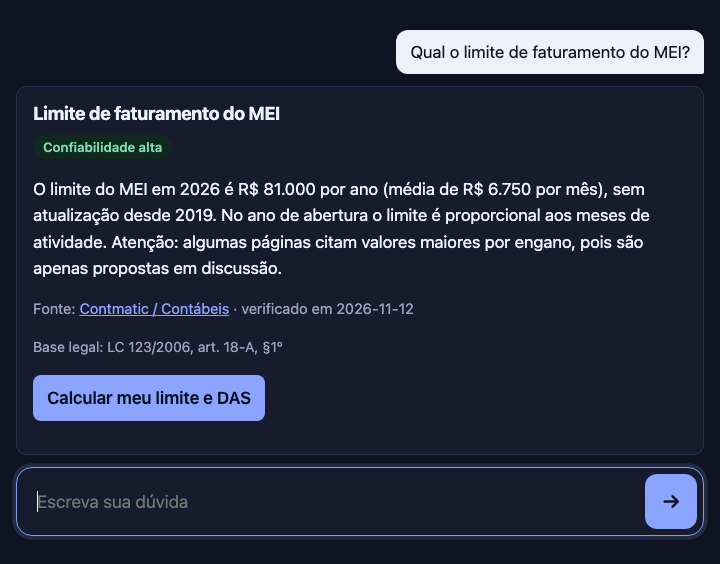 Qual o limite de faturamento do MEI?
Limite de faturamento do MEI
Confiabilidade alta
O limite do MEI em 2026 é R$ 81.000 por ano (média de R$ 6.750 por mês), sem
atualização desde 2019. No ano de abertura o limite é proporcional aos meses de
atividade. Atenção: algumas páginas citam valores maiores por engano, pois são
apenas propostas em discussão.
Fonte: Contmatic / Contábeis · verificado em 2026-11-12
Base legal: LC 123/2006, art. 18-A, §1º
Calcular meu limite e DAS
Escreva sua dúvida